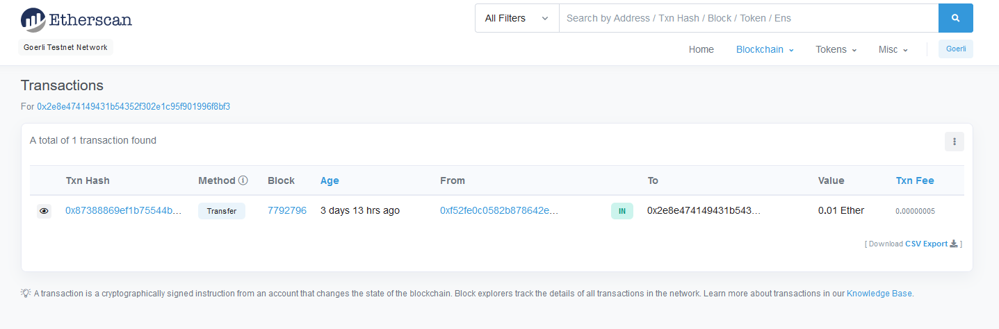 Etherscan
All Filters
Search by Address / Txn Hash / Block / Token / Ens
Goerli Testnet Network
Home Blockchain Tokens Misc Goerli
Transactions
For 0x2e8e474149431b54352f302e1c95f901996f8bf3
A total of 1 transaction found
Txn Hash Method Block Age From To Value Txn Fee
0x87388869ef1b75544b... Transfer 7792796 3 days 13 hrs ago 0xf52fe0c0582b878642e... IN 0x2e8e474149431b543... 0.01 Ether 0.00000005
[ Download CSV Export ]
A transaction is a cryptographically signed instruction from an account that changes the state of the blockchain. Block explorers track the details of all transactions in the network. Learn more about transactions in our Knowledge Base.